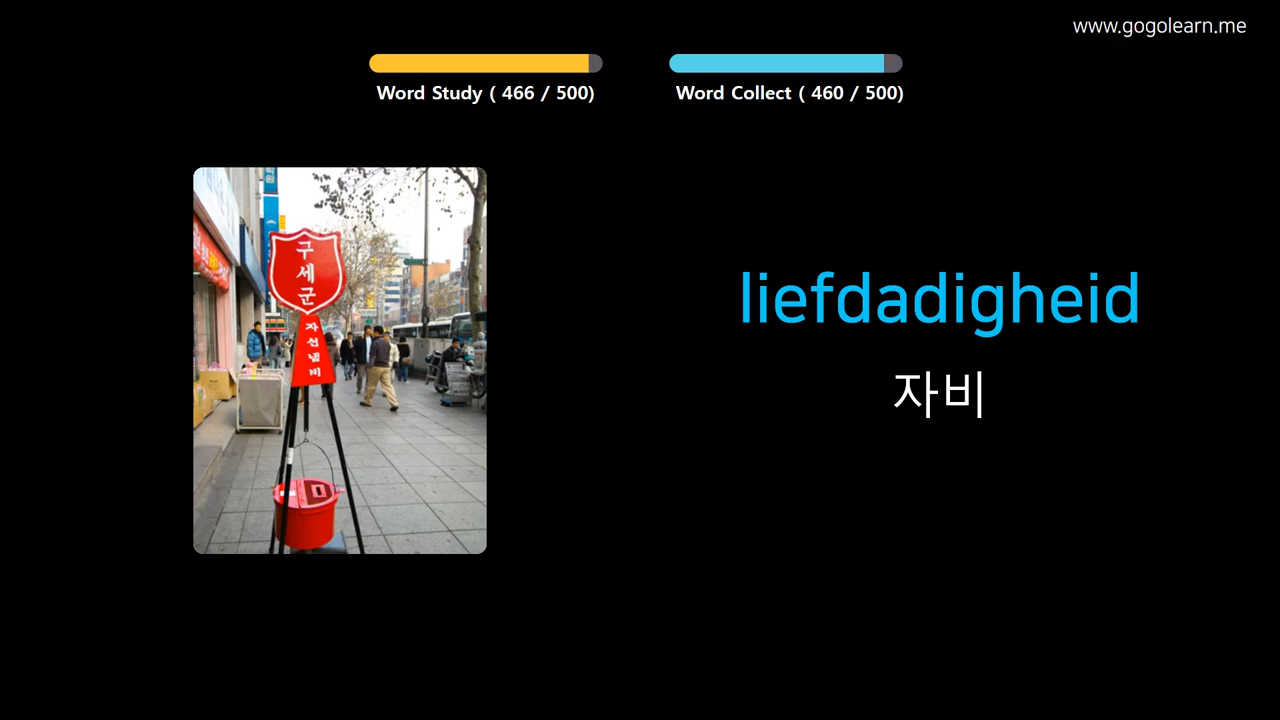 www.gogolearn.me
Word Study ( 466 / 500)
Word Collect ( 460 / 500)
구세군
자선냄비
liefdadigheid
자비